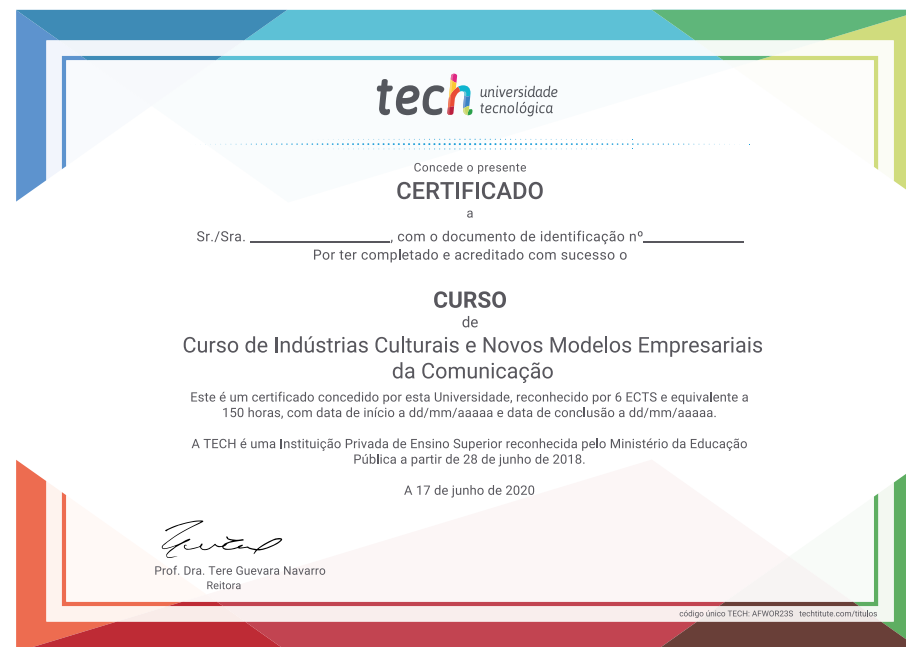 tech universidade
tecnológica
Concede o presente
CERTIFICADO
a
Sr./Sra. ____________________, com o documento de identificação nº______________
Por ter completado e acreditado com sucesso o
CURSO
de
Curso de Indústrias Culturais e Novos Modelos Empresariais
da Comunicação
Este é um certificado concedido por esta Universidade, reconhecido por 6 ECTS e equivalente a
150 horas, com data de início a dd/mm/aaaaa e data de conclusão a dd/mm/aaaaa.
A TECH é uma Instituição Privada de Ensino Superior reconhecida pelo Ministério da Educação
Pública a partir de 28 de junho de 2018.
A 17 de junho de 2020
Prof. Dra. Tere Guevara Navarro
Reitora
código único TECH: AFWOR23S techtitute.com/titulos